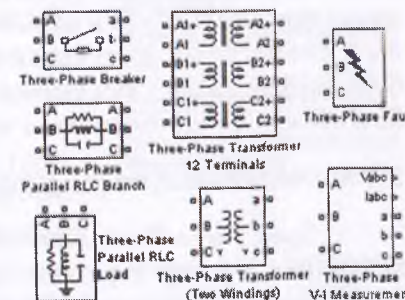 A a
B b
C c
Three-Phase Breaker
A1+ A2+
A1 A2
B1+ B2+
B1 B2
C1+ C2+
C1 C2
Three-Phase Transformer
12 Terminals
A
B
C
Three-Phase Fau
A A
B B
C C
Three-Phase
Parallel RLC Branch
A B C
Three-Phase
Parallel RLC
Load
A a
B b
C c
Three-Phase Transformer
(Two Windings)
Vabc
A Iabc
B a
b
C c
Three-Phase
V-I Measuremen